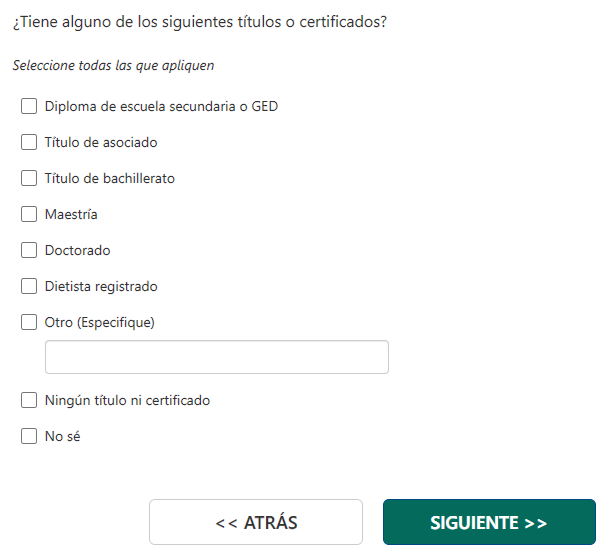 ¿Tiene alguno de los siguientes títulos o certificados?
Seleccione todas las que apliquen
Diploma de escuela secundaria o GED
Título de asociado
Título de bachillerato
Maestría
Doctorado
Dietista registrado
Otro (Especifique)
Ningún título ni certificado
No sé
<< ATRÁS
SIGUIENTE >>